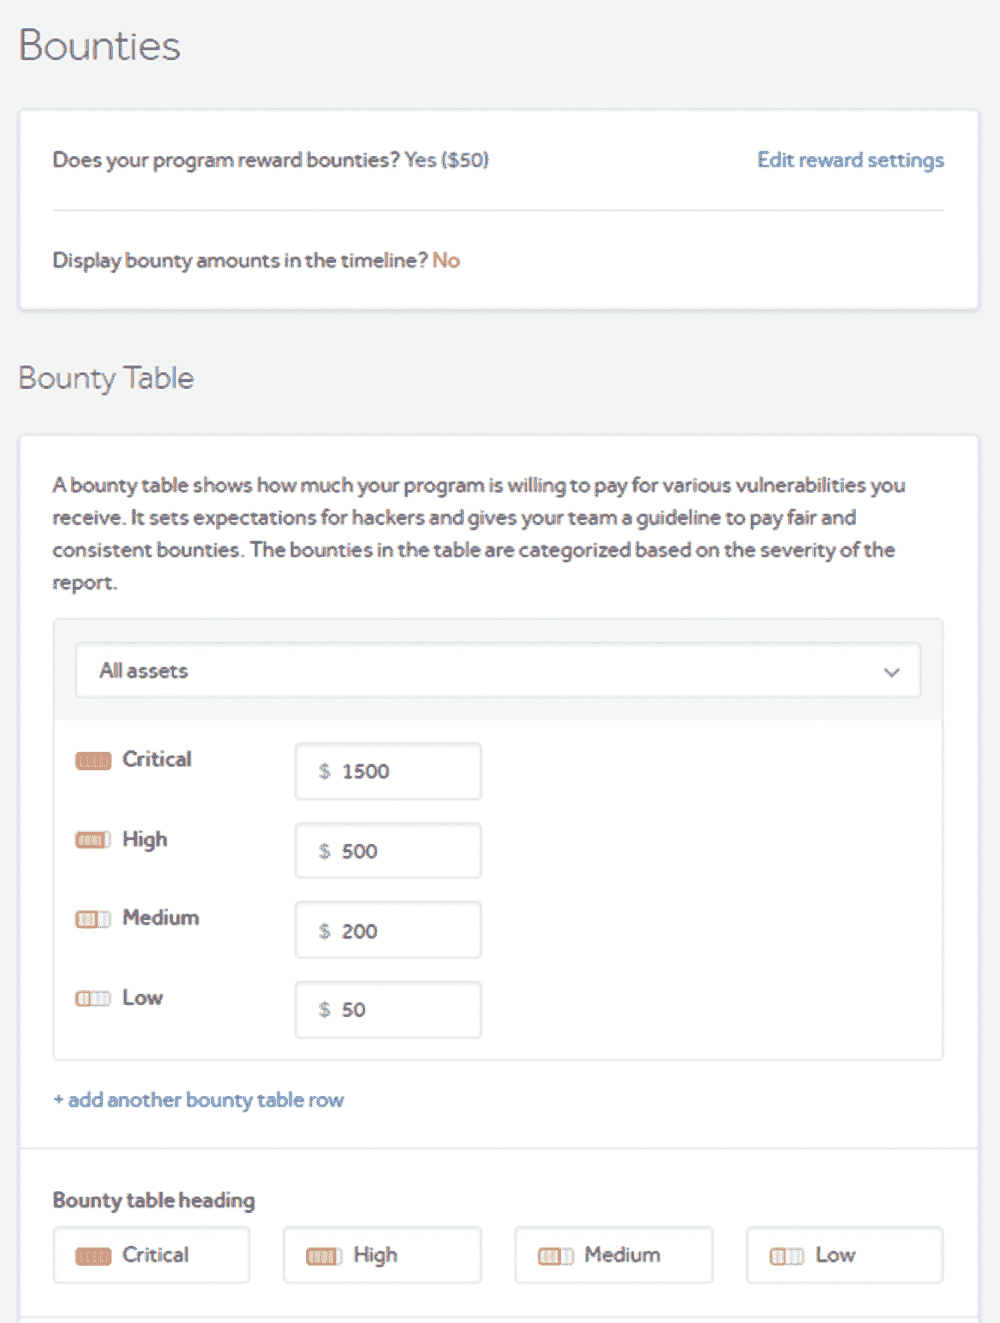 Bounties
Does your program reward bounties? Yes ($50)
Edit reward settings
Display bounty amounts in the timeline? No
Bounty Table
A bounty table shows how much your program is willing to pay for various vulnerabilities you
receive. It sets expectations for hackers and gives your team a guideline to pay fair and
consistent bounties. The bounties in the table are categorized based on the severity of the
report.
All assets
Critical $ 1500
High $ 500
Medium $ 200
Low $ 50
+ add another bounty table row
Bounty table heading
Critical High Medium Low